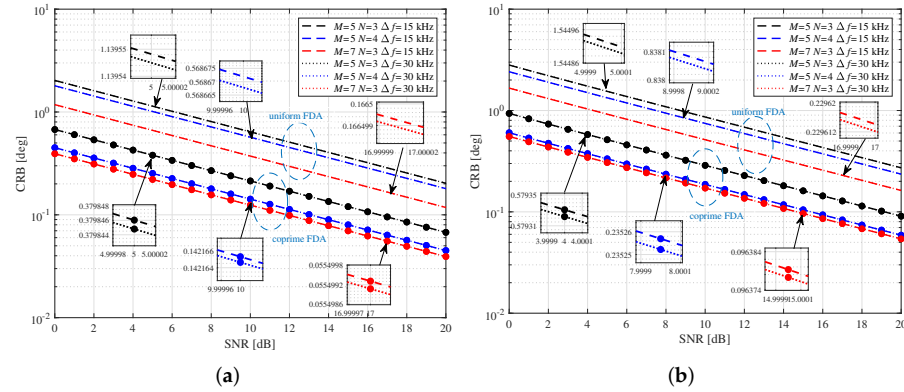 (a)
M=5 N=3 Δf=15 kHz
M=5 N=4 Δf=15 kHz
M=7 N=3 Δf=15 kHz
M=5 N=3 Δf=30 kHz
M=5 N=4 Δf=30 kHz
M=7 N=3 Δf=30 kHz
CRB [deg]
10^1
10^0
10^-1
10^-2
1.13955
1.13954
5 5.00002
0.568675
0.56867
0.568665
9.99996 10
uniform FDA
0.1665
0.166499
16.99999 17.00002
0.379848
0.379846
0.379844
4.99998 5 5.00002
0.142166
0.142164
9.99996 10
coprime FDA
0.0554998
0.0554992
0.0554986
16.99997 17
0 2 4 6 8 10 12 14 16 18 20
SNR [dB]
(a)
(b)
M=5 N=3 Δf=15 kHz
M=5 N=4 Δf=15 kHz
M=7 N=3 Δf=15 kHz
M=5 N=3 Δf=30 kHz
M=5 N=4 Δf=30 kHz
M=7 N=3 Δf=30 kHz
CRB [deg]
10^1
10^0
10^-1
10^-2
1.54496
1.54486
4.9999 5.0001
0.8381
0.838
8.9998 9.0002
uniform FDA
0.22962
0.229612
16.9999 17
0.57935
0.57931
3.9999 4 4.0001
0.23526
0.23525
7.9999 8.0001
coprime FDA
0.096384
0.096374
14.9999 15.0001
0 2 4 6 8 10 12 14 16 18 20
SNR [dB]
(b)